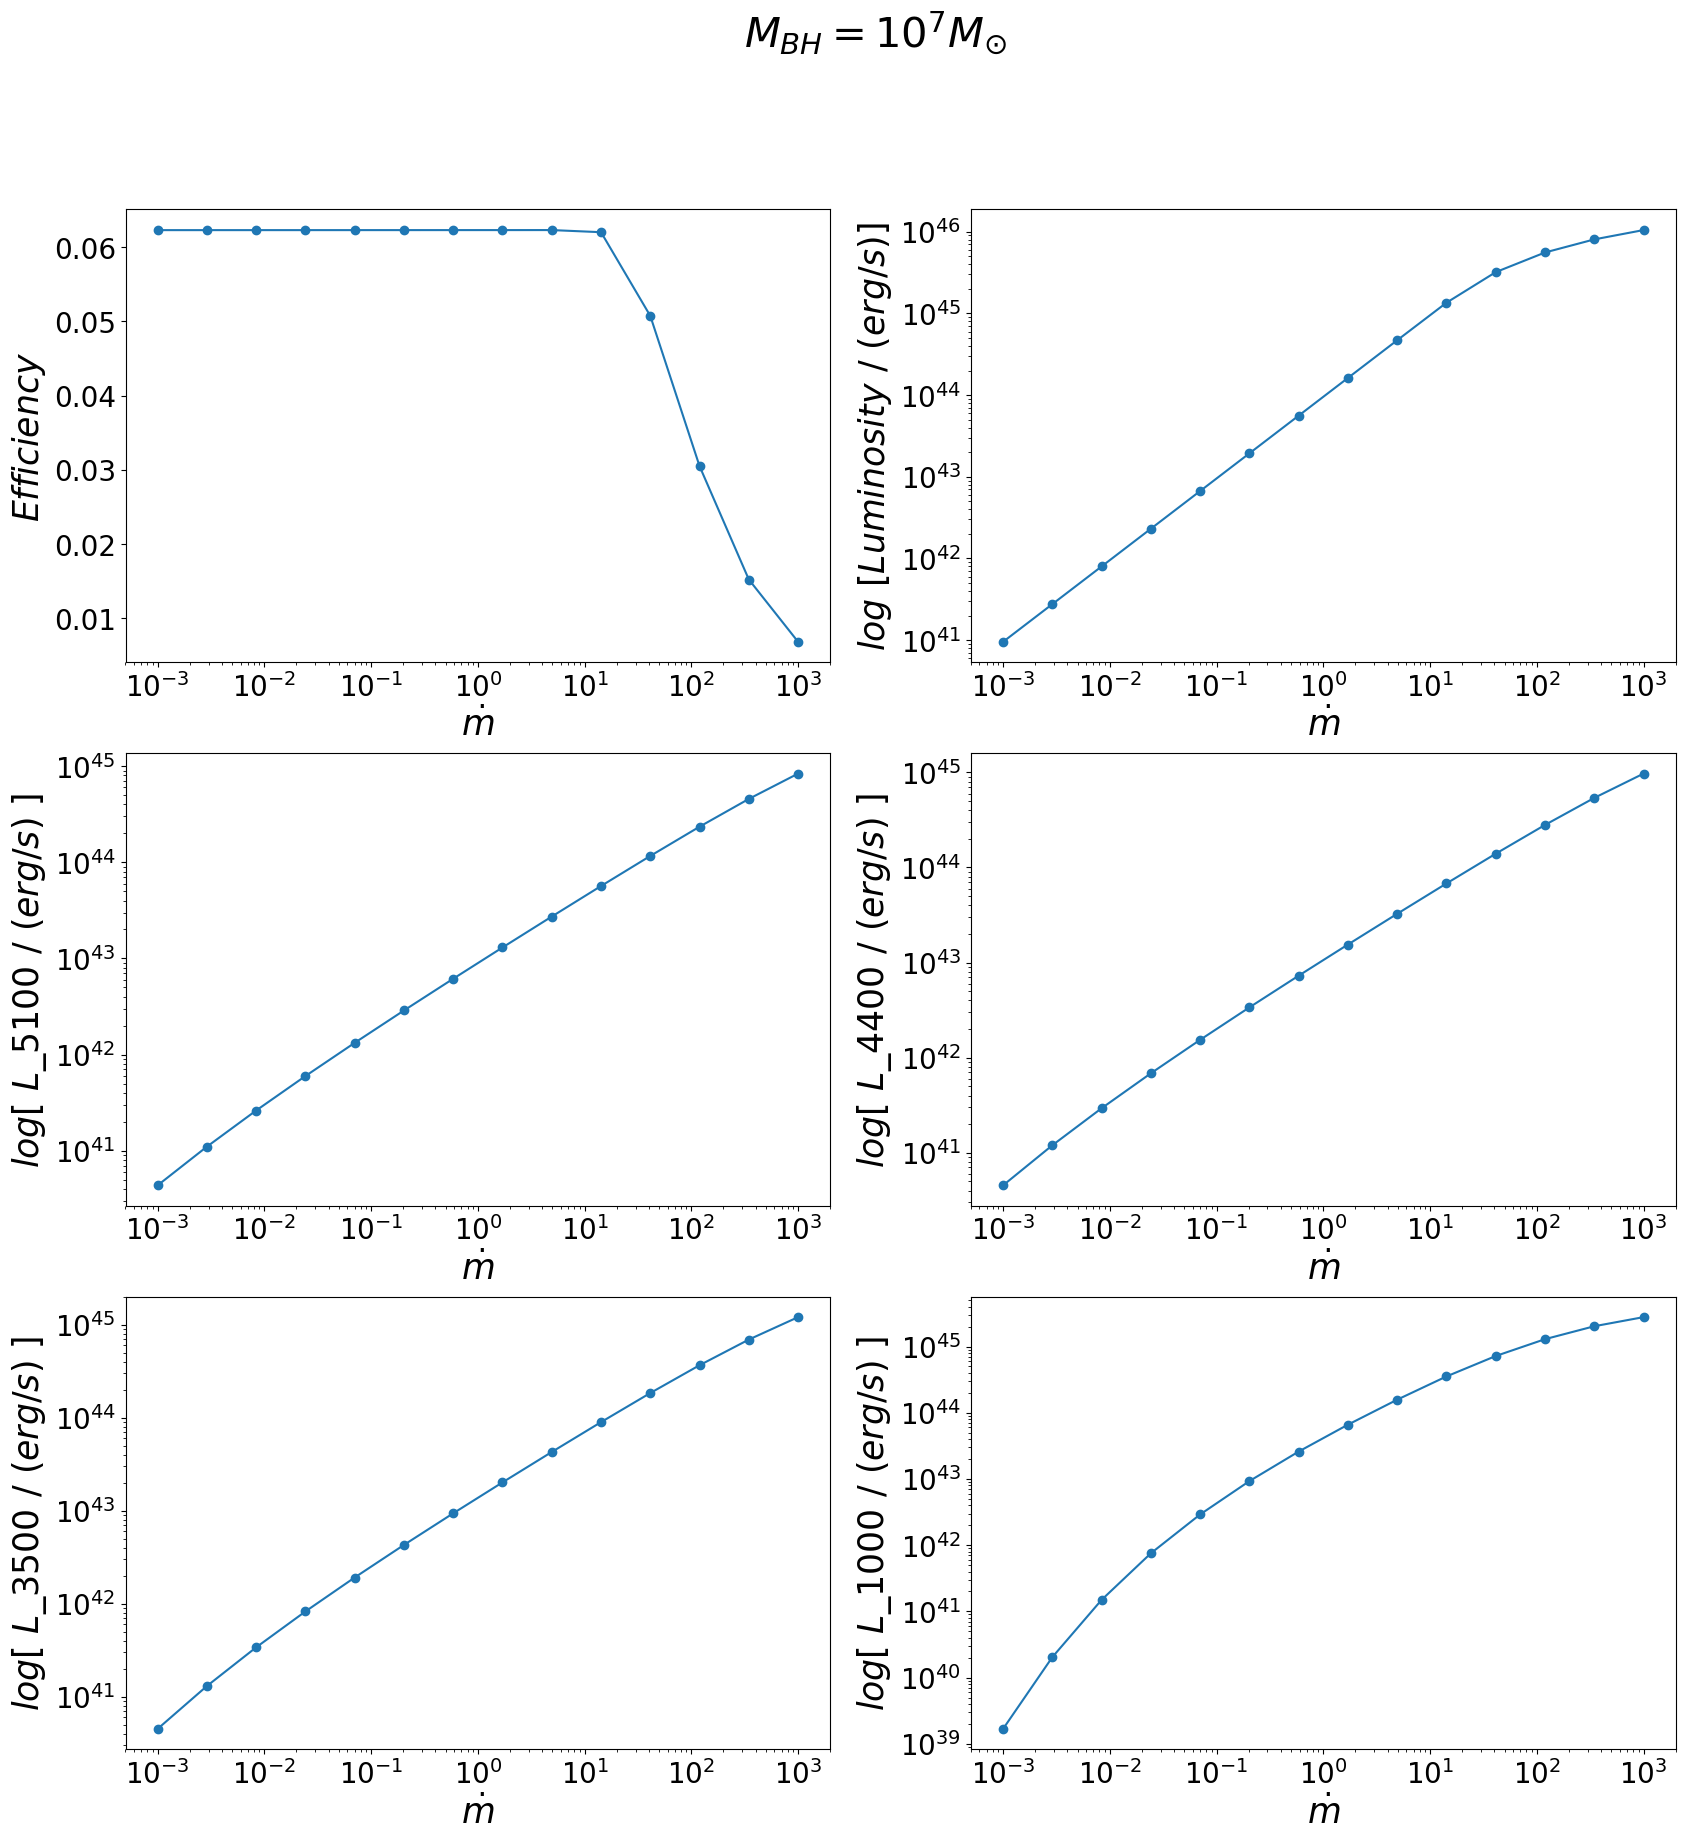 M_{BH} = 10^7 M_⊙
Efficiency
0.06
0.05
0.04
0.03
0.02
0.01
10^{-3} 10^{-2} 10^{-1} 10^0 10^1 10^2 10^3
ṁ
log [Luminosity / (erg/s)]
10^{46}
10^{45}
10^{44}
10^{43}
10^{42}
10^{41}
10^{-3} 10^{-2} 10^{-1} 10^0 10^1 10^2 10^3
ṁ
log[ L_5100 / (erg/s) ]
10^{45}
10^{44}
10^{43}
10^{42}
10^{41}
10^{-3} 10^{-2} 10^{-1} 10^0 10^1 10^2 10^3
ṁ
log[ L_4400 / (erg/s) ]
10^{45}
10^{44}
10^{43}
10^{42}
10^{41}
10^{-3} 10^{-2} 10^{-1} 10^0 10^1 10^2 10^3
ṁ
log[ L_3500 / (erg/s) ]
10^{45}
10^{44}
10^{43}
10^{42}
10^{41}
10^{-3} 10^{-2} 10^{-1} 10^0 10^1 10^2 10^3
ṁ
log[ L_1000 / (erg/s) ]
10^{45}
10^{44}
10^{43}
10^{42}
10^{41}
10^{40}
10^{39}
10^{-3} 10^{-2} 10^{-1} 10^0 10^1 10^2 10^3
ṁ